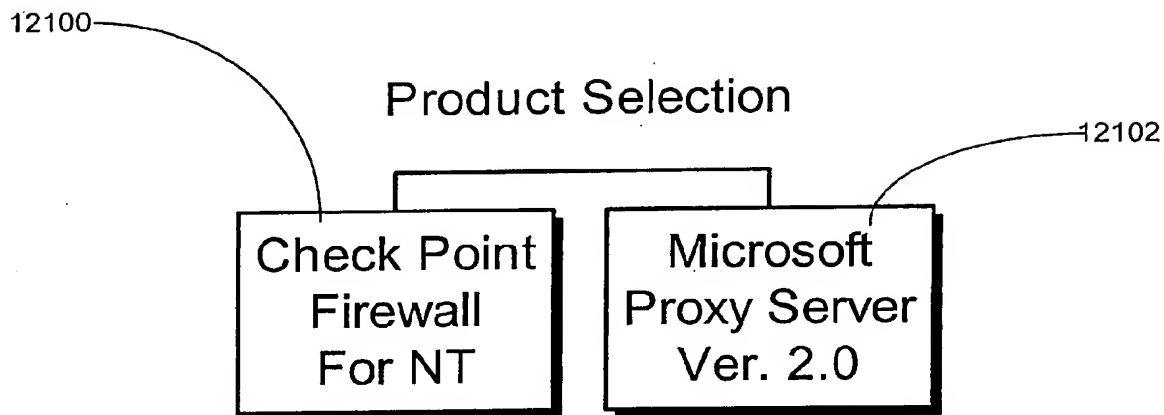 12100
Product Selection
12102
Check Point
Firewall
For NT
Microsoft
Proxy Server
Ver. 2.0